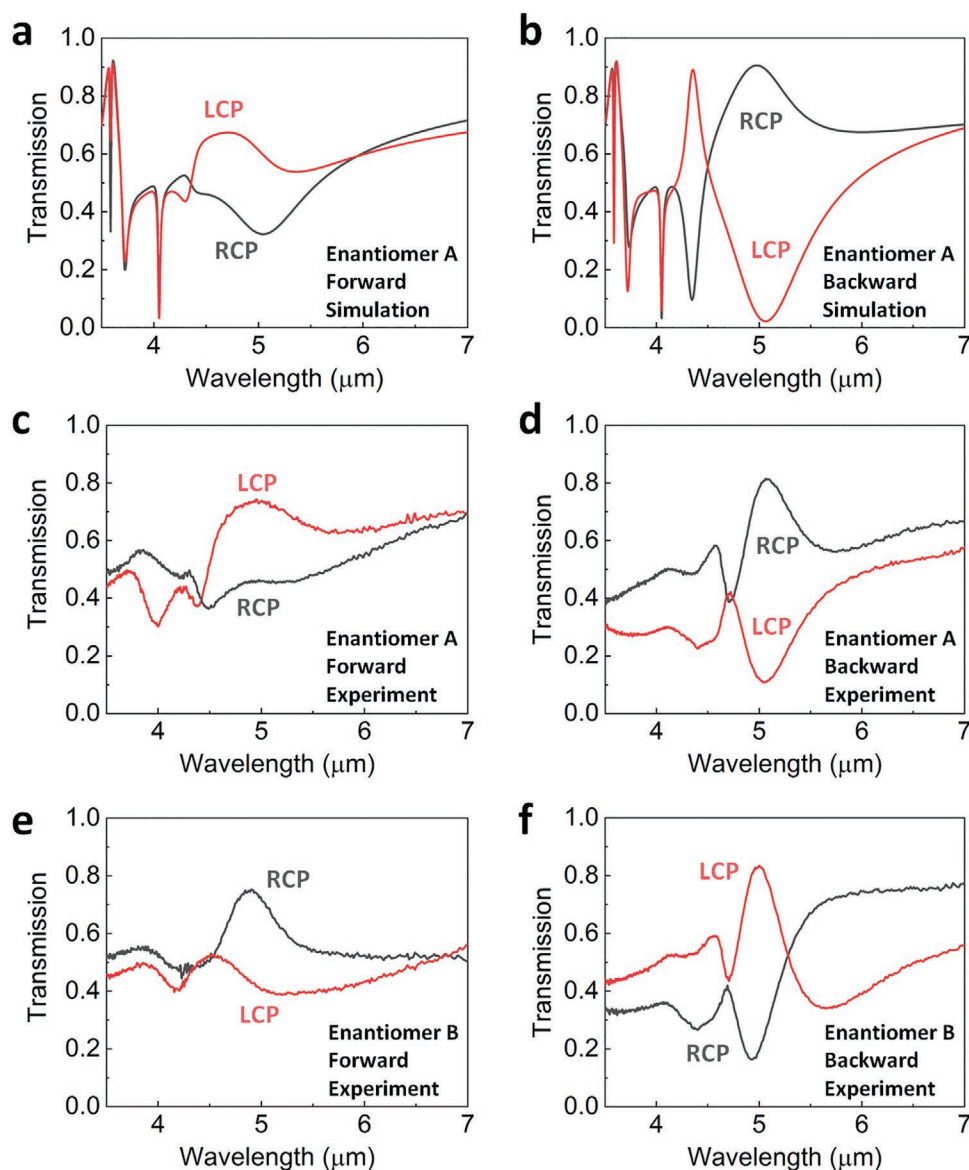 a
1.0
0.8
0.6
0.4
0.2
0.0
Transmission
LCP
RCP
Enantiomer A
Forward
Simulation
4
5
6
7
Wavelength (μm)
b
1.0
0.8
0.6
0.4
0.2
0.0
Transmission
RCP
LCP
Enantiomer A
Backward
Simulation
4
5
6
7
Wavelength (μm)
c
1.0
0.8
0.6
0.4
0.2
0.0
Transmission
LCP
RCP
Enantiomer A
Forward
Experiment
4
5
6
7
Wavelength (μm)
d
1.0
0.8
0.6
0.4
0.2
0.0
Transmission
RCP
LCP
Enantiomer A
Backward
Experiment
4
5
6
7
Wavelength (μm)
e
1.0
0.8
0.6
0.4
0.2
0.0
Transmission
RCP
LCP
Enantiomer B
Forward
Experiment
4
5
6
7
Wavelength (μm)
f
1.0
0.8
0.6
0.4
0.2
0.0
Transmission
LCP
RCP
Enantiomer B
Backward
Experiment
4
5
6
7
Wavelength (μm)